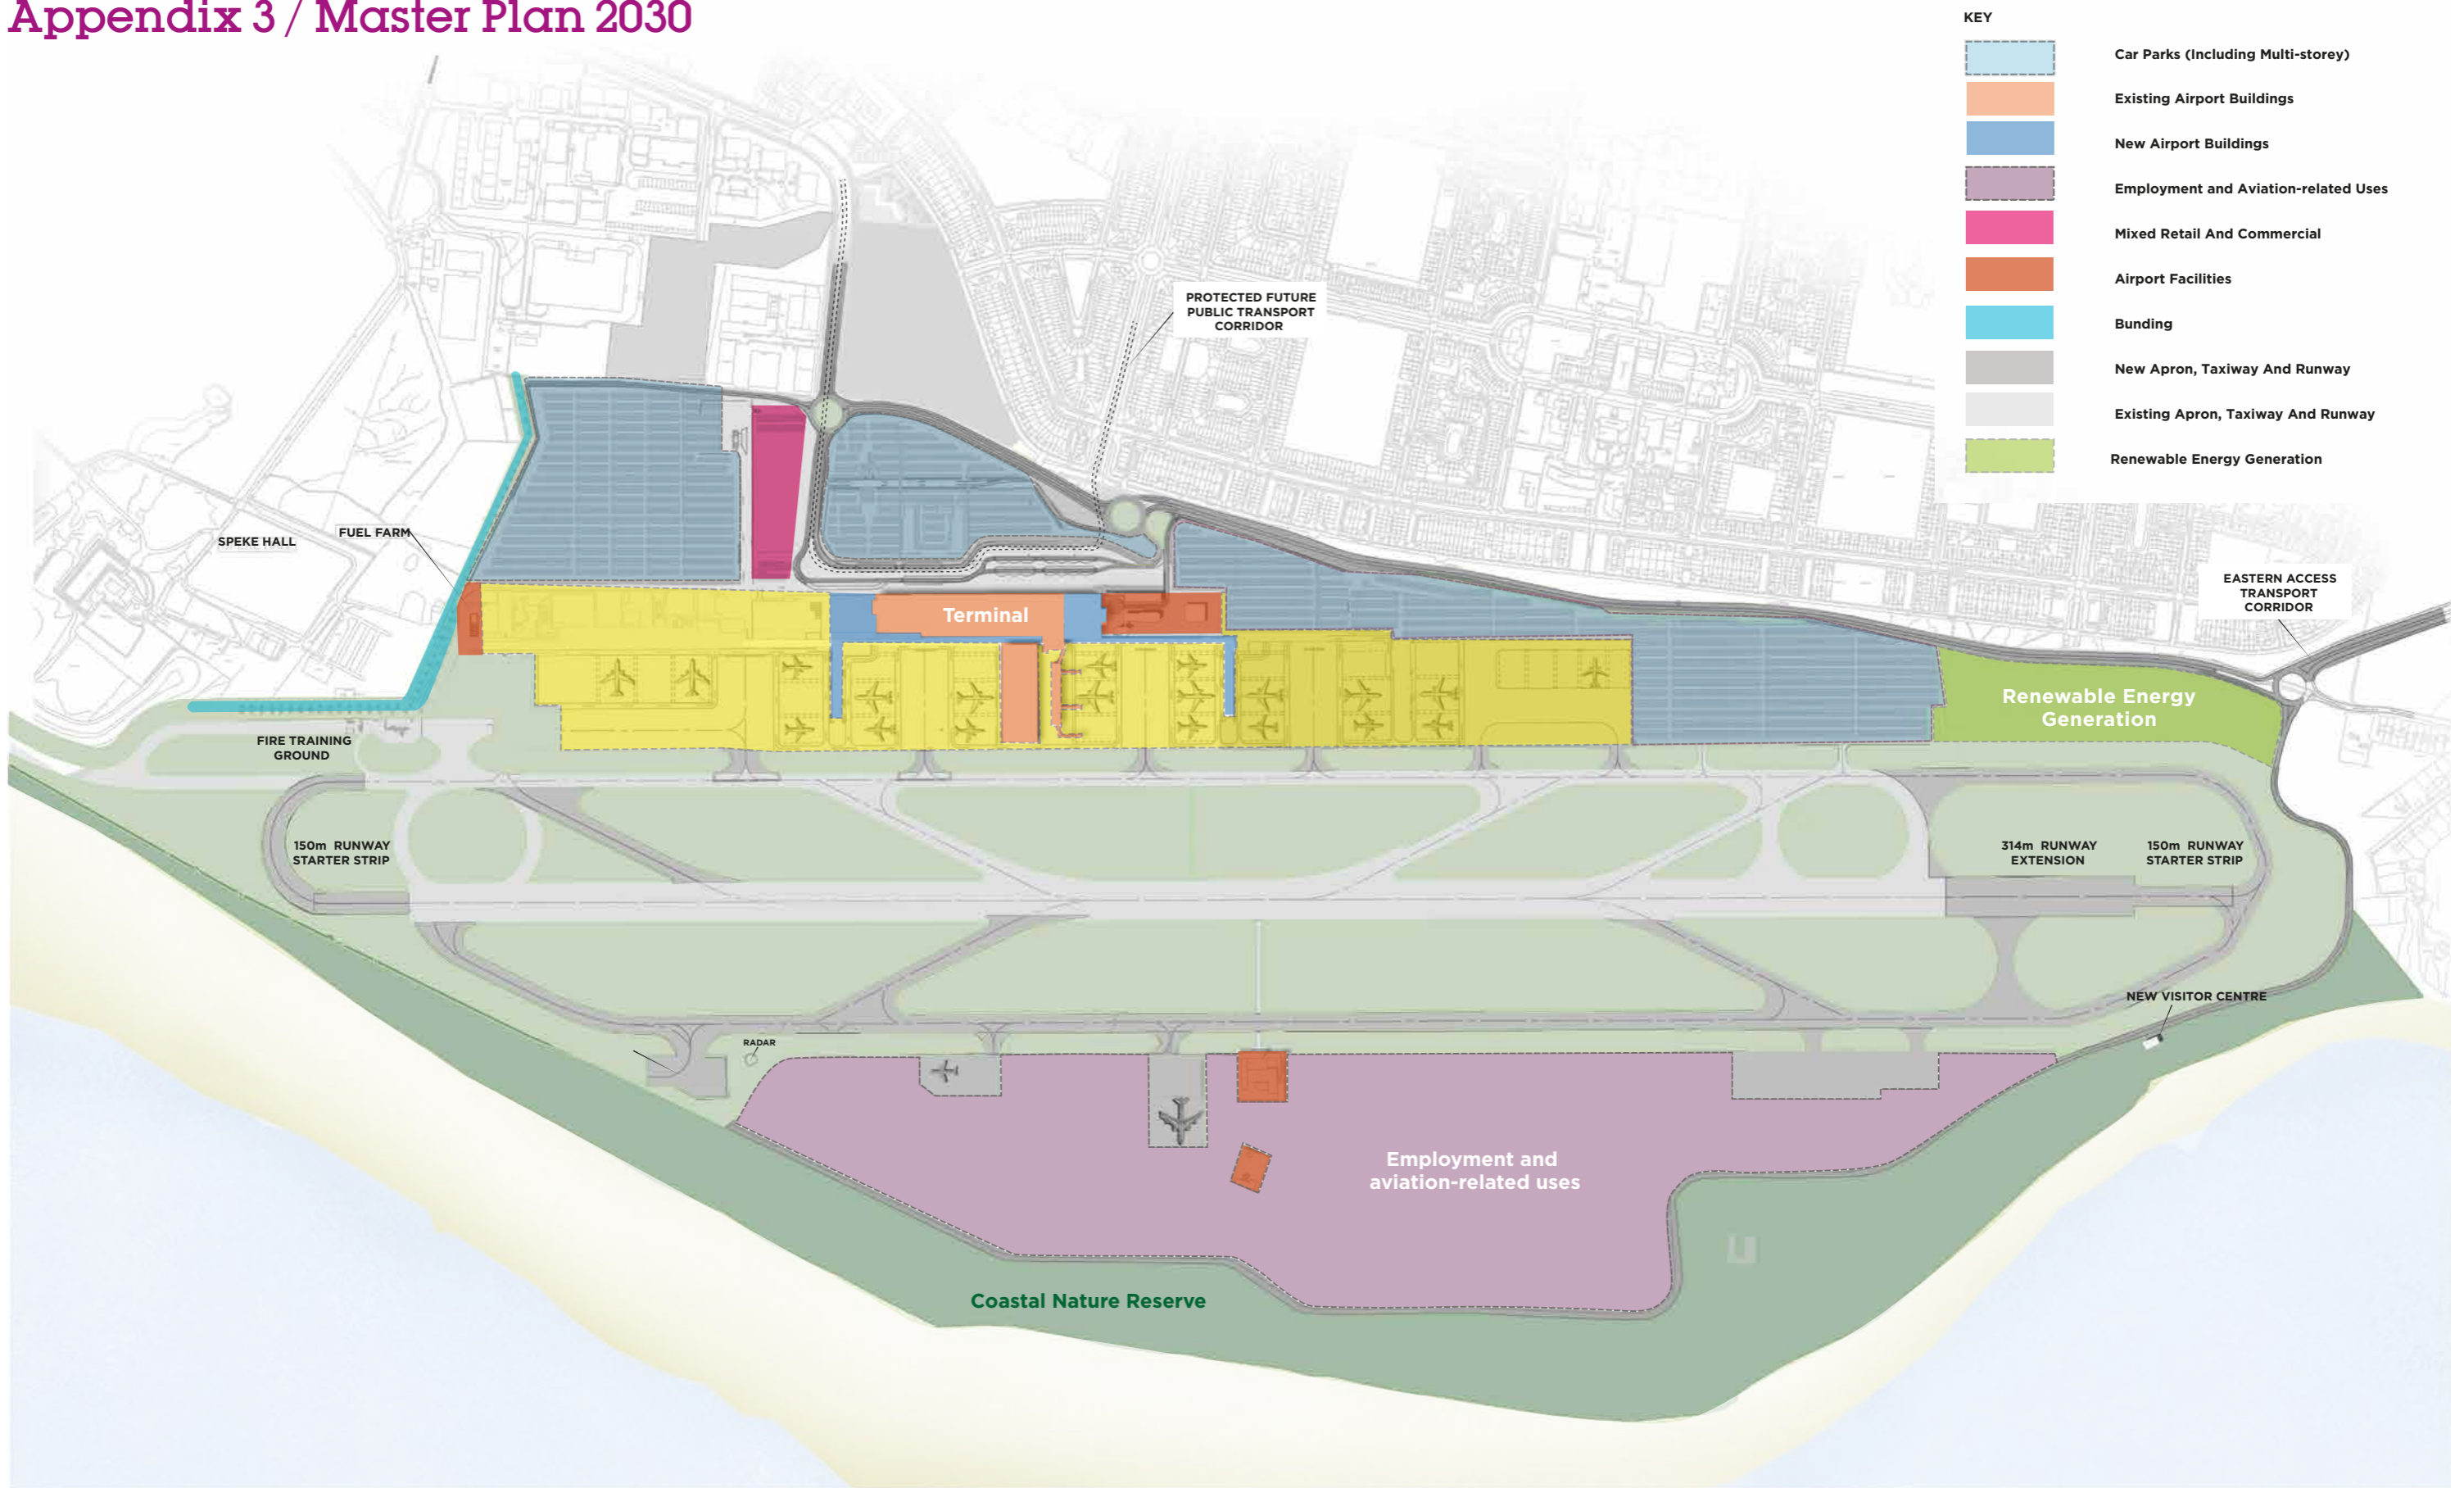 Appendix 3 / Master Plan 2030
KEY
Car Parks (Including Multi-storey)
Existing Airport Buildings
New Airport Buildings
Employment and Aviation-related Uses
Mixed Retail And Commercial
Airport Facilities
Bunding
New Apron, Taxiway And Runway
Existing Apron, Taxiway And Runway
Renewable Energy Generation
PROTECTED FUTURE
PUBLIC TRANSPORT
CORRIDOR
SPEKE HALL
FUEL FARM
EASTERN ACCESS
TRANSPORT
CORRIDOR
Terminal
Renewable Energy
Generation
FIRE TRAINING
GROUND
150m RUNWAY
STARTER STRIP
314m RUNWAY
EXTENSION
150m RUNWAY
STARTER STRIP
NEW VISITOR CENTRE
RADAR
Employment and
aviation-related uses
Coastal Nature Reserve